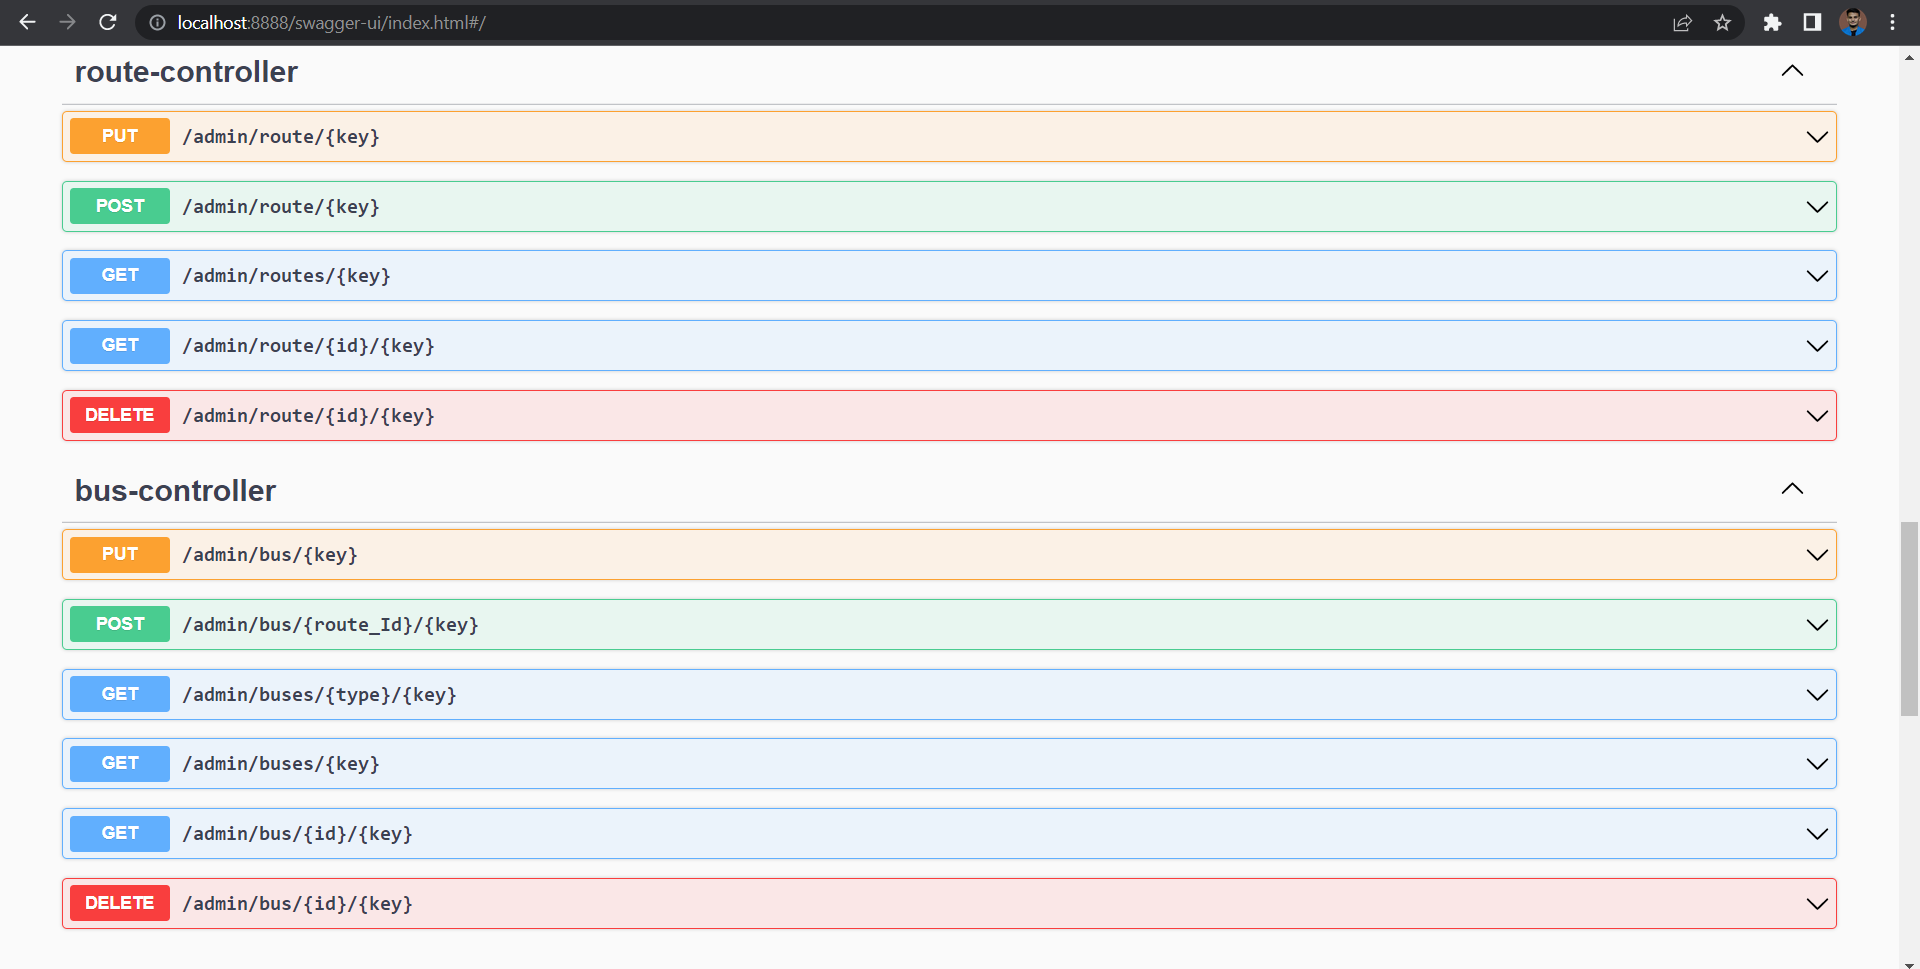 localhost:8888/swagger-ui/index.html#/
route-controller
PUT /admin/route/{key}
POST /admin/route/{key}
GET /admin/routes/{key}
GET /admin/route/{id}/{key}
DELETE /admin/route/{id}/{key}
bus-controller
PUT /admin/bus/{key}
POST /admin/bus/{route_Id}/{key}
GET /admin/buses/{type}/{key}
GET /admin/buses/{key}
GET /admin/bus/{id}/{key}
DELETE /admin/bus/{id}/{key}